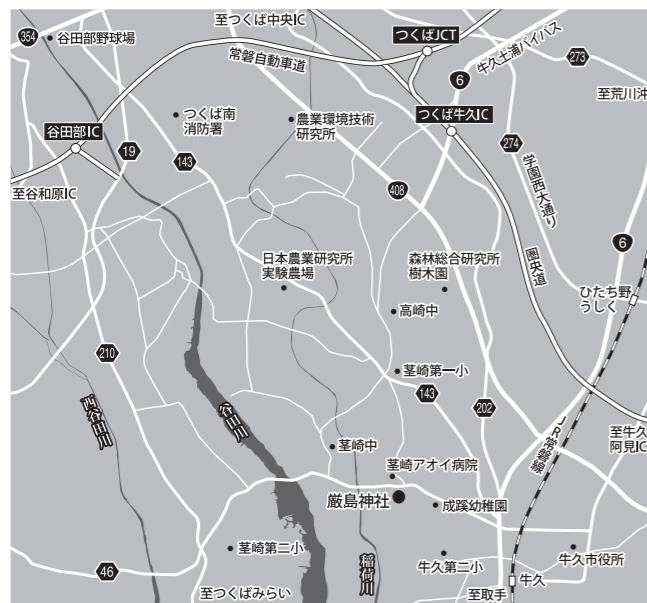 至つくば中央IC
つくばJCT
354
谷田部野球場
常磐自動車道
6
牛久土浦バイパス
273
至荒川沖
つくば南
消防署
農業環境技術
研究所
つくば牛久IC
谷田部IC
19
143
274
学園西大通り
至谷和原IC
408
6
日本農業研究所
実験農場
森林総合研究所
樹木園
圏央道
ひたち野
うしく
高崎中
210
茎崎第一小
143
202
西谷田川
谷田川
JR常磐線
至牛久
阿見IC
茎崎中
茎崎アオイ病院
厳島神社
成蹊幼稚園
茎崎第二小
稲荷川
牛久第二小
牛久市役所
46
至つくばみらい
至取手
牛久